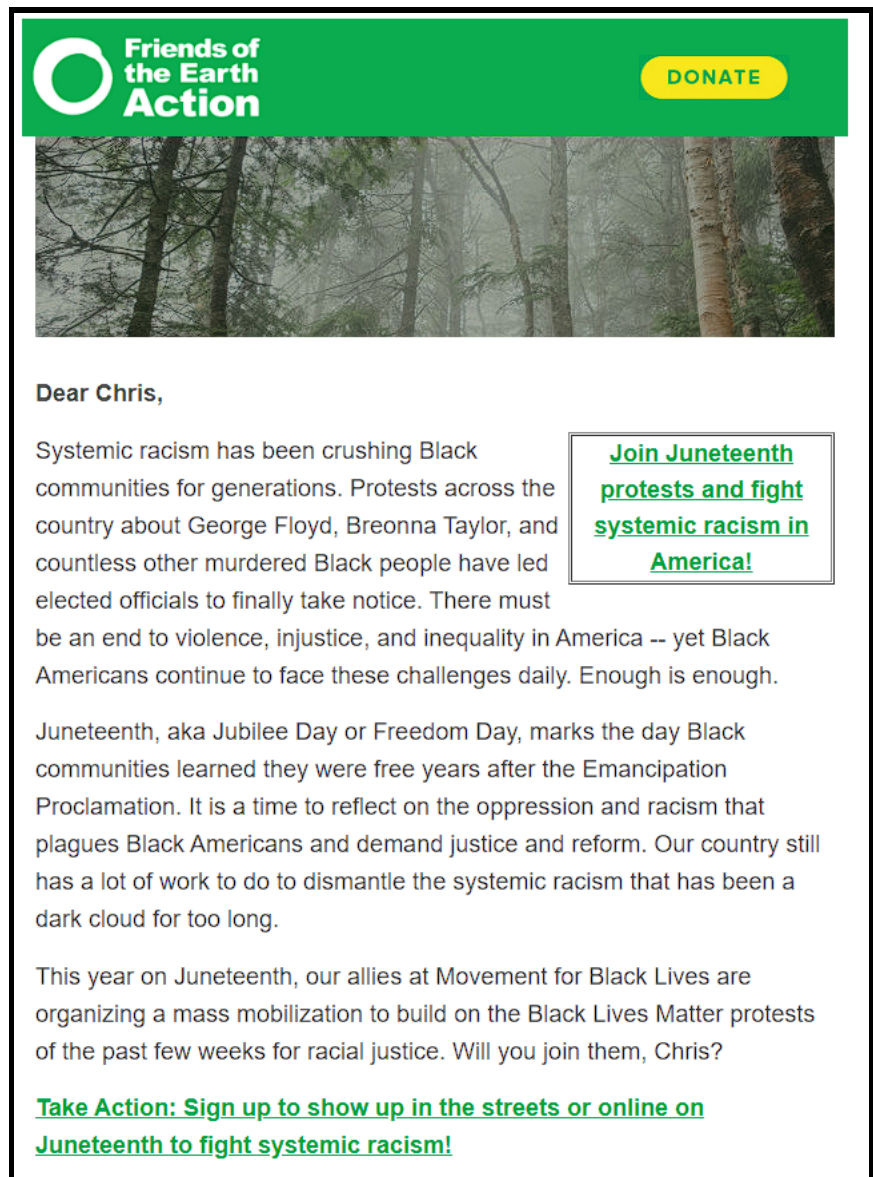 Friends of
the Earth
Action
DONATE
Dear Chris,
Systemic racism has been crushing Black
communities for generations. Protests across the
country about George Floyd, Breonna Taylor, and
countless other murdered Black people have led
elected officials to finally take notice. There must
be an end to violence, injustice, and inequality in America -- yet Black
Americans continue to face these challenges daily. Enough is enough.
Join Juneteenth
protests and fight
systemic racism in
America!
Juneteenth, aka Jubilee Day or Freedom Day, marks the day Black
communities learned they were free years after the Emancipation
Proclamation. It is a time to reflect on the oppression and racism that
plagues Black Americans and demand justice and reform. Our country still
has a lot of work to do to dismantle the systemic racism that has been a
dark cloud for too long.
This year on Juneteenth, our allies at Movement for Black Lives are
organizing a mass mobilization to build on the Black Lives Matter protests
of the past few weeks for racial justice. Will you join them, Chris?
Take Action: Sign up to show up in the streets or online on
Juneteenth to fight systemic racism!